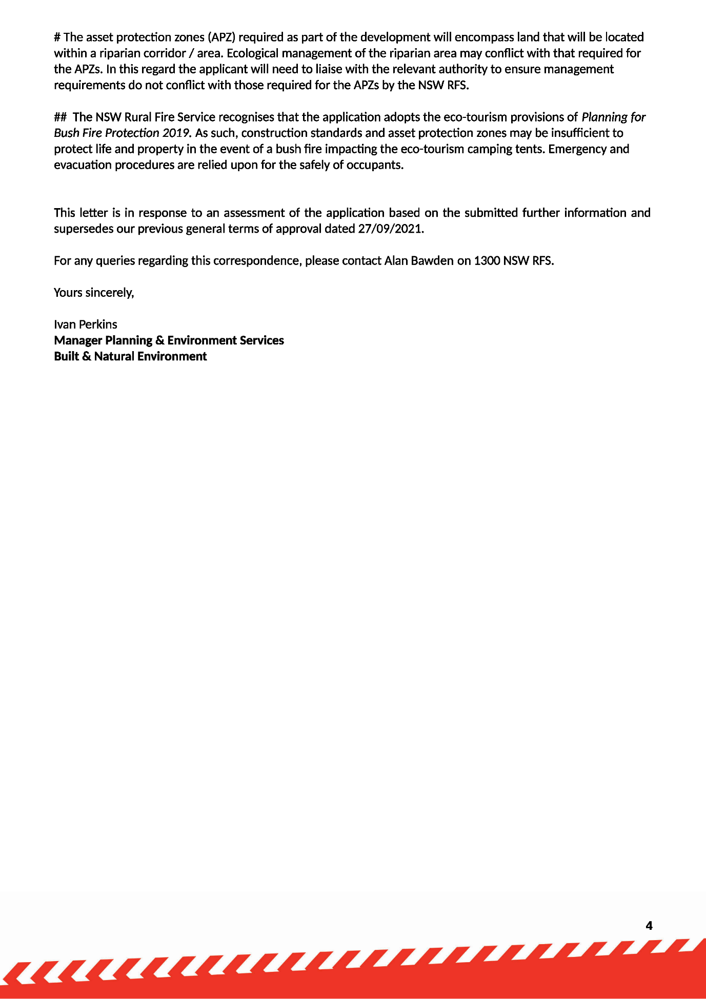 # The asset protection zones (APZ) required as part of the development will encompass land that will be located
within a riparian corridor / area. Ecological management of the riparian area may conflict with that required for
the APZs. In this regard the applicant will need to liaise with the relevant authority to ensure management
requirements do not conflict with those required for the APZs by the NSW RFS.
## The NSW Rural Fire Service recognises that the application adopts the eco-tourism provisions of Planning for
Bush Fire Protection 2019. As such, construction standards and asset protection zones may be insufficient to
protect life and property in the event of a bush fire impacting the eco-tourism camping tents. Emergency and
evacuation procedures are relied upon for the safely of occupants.
This letter is in response to an assessment of the application based on the submitted further information and
supersedes our previous general terms of approval dated 27/09/2021.
For any queries regarding this correspondence, please contact Alan Bawden on 1300 NSW RFS.
Yours sincerely,
Ivan Perkins
Manager Planning & Environment Services
Built & Natural Environment
4